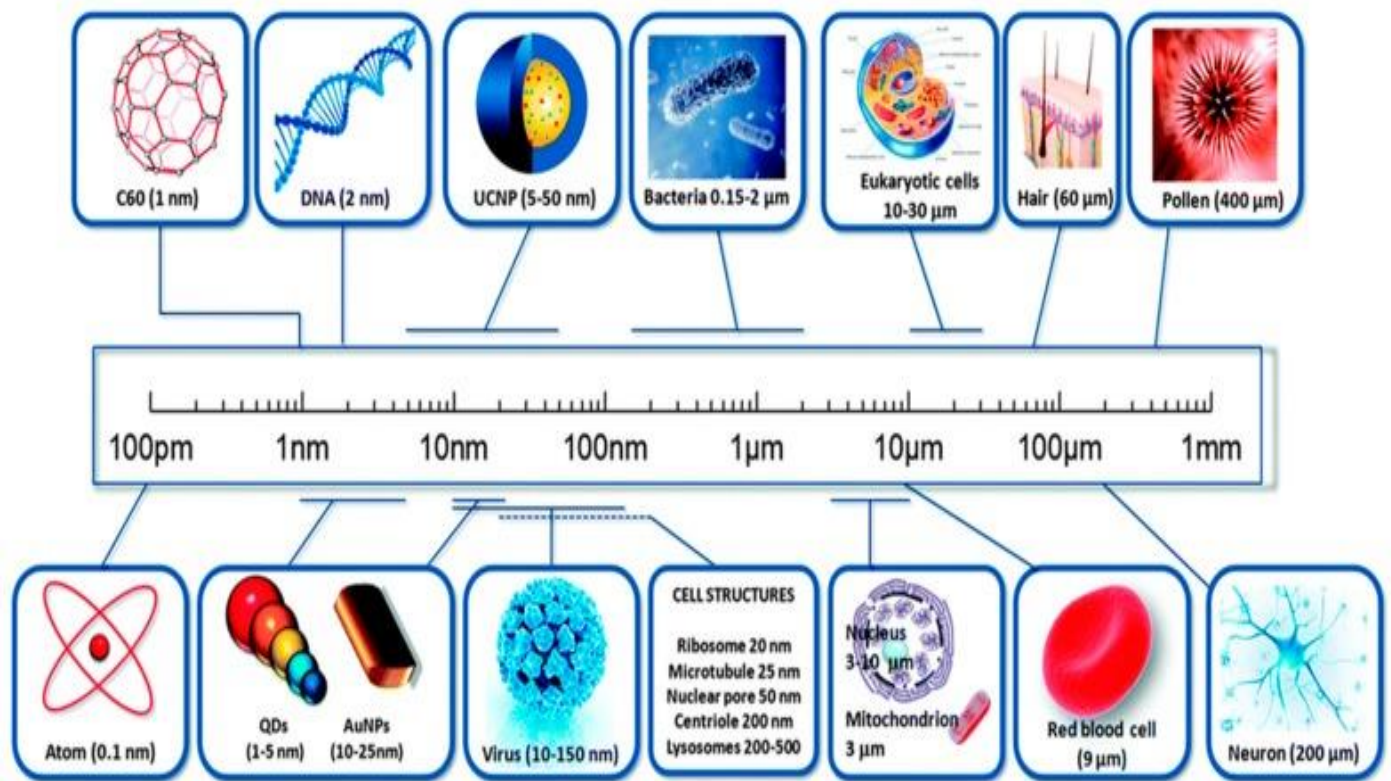 C60 (1 nm)
DNA (2 nm)
UCNP (5-50 nm)
Bacteria 0.15-2 µm
Eukaryotic cells
10-30 µm
Hair (60 µm)
Pollen (400 µm)
100pm 1nm 10nm 100nm 1µm 10µm 100µm 1mm
Atom (0.1 nm)
QDs
(1-5 nm)
AuNPs
(10-25nm)
Virus (10-150 nm)
CELL STRUCTURES
Ribosome 20 nm
Microtubule 25 nm
Nuclear pore 50 nm
Centriole 200 nm
Lysosomes 200-500
Nucleus
3-10 µm
Mitochondrion
3 µm
Red blood cell
(9 µm)
Neuron (200 µm)